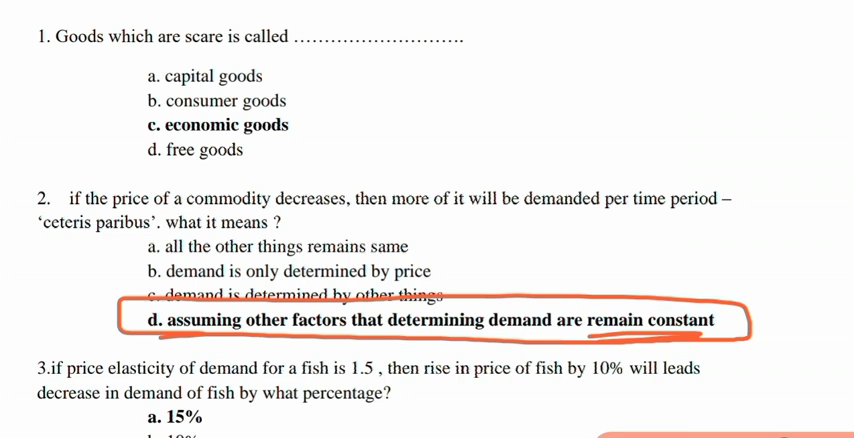 1. Goods which are scare is called ............................
a. capital goods
b. consumer goods
c. economic goods
d. free goods
2. if the price of a commodity decreases, then more of it will be demanded per time period –
‘ceteris paribus’. what it means ?
a. all the other things remains same
b. demand is only determined by price
c. demand is determined by other things
d. assuming other factors that determining demand are remain constant
3.if price elasticity of demand for a fish is 1.5 , then rise in price of fish by 10% will leads
decrease in demand of fish by what percentage?
a. 15%